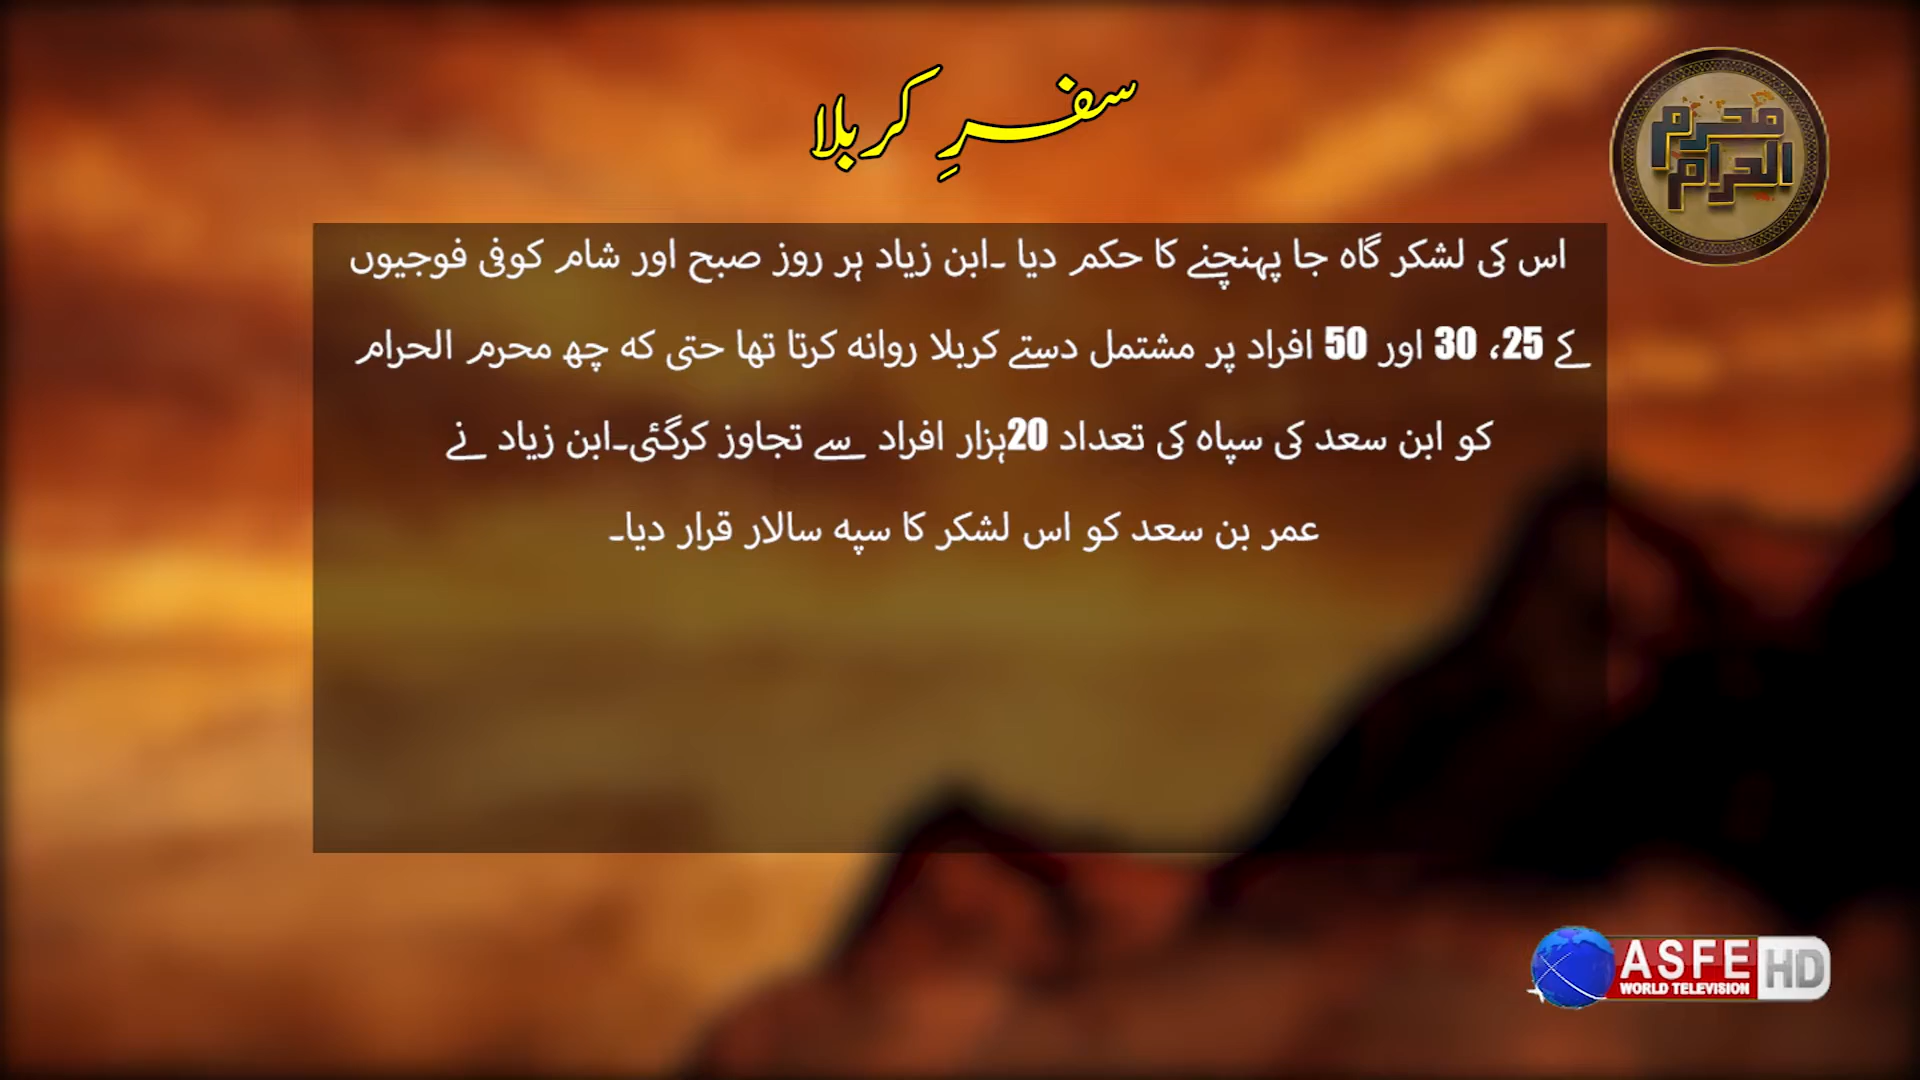 سفرِ کربلا
محرم
الحرام
اس کی لشکر گاہ جا پہنچنے کا حکم دیا ۔ابن زیاد ہر روز صبح اور شام کوفی فوجیوں
کے 25، 30 اور 50 افراد پر مشتمل دستے کربلا روانہ کرتا تھا حتی کہ چھ محرم الحرام
کو ابن سعد کی سپاہ کی تعداد 20ہزار افراد سے تجاوز کرگئی۔ابن زیاد نے
عمر بن سعد کو اس لشکر کا سپہ سالار قرار دیا۔
ASFE HD
WORLD TELEVISION